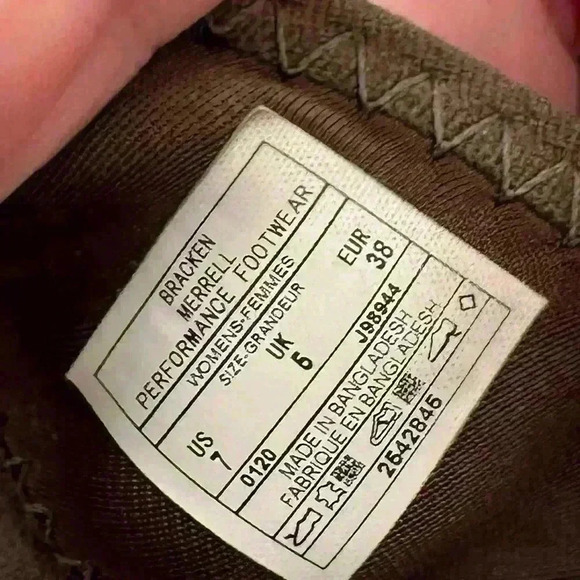 BRACKEN
MERRELL
PERFORMANCE FOOTWEAR
WOMENS-FEMMES
SIZE-GRANDEUR
US UK EUR
7 5 38
0120 J98944
MADE IN BANGLADESH
FABRIQUE EN BANGLADESH
2542845